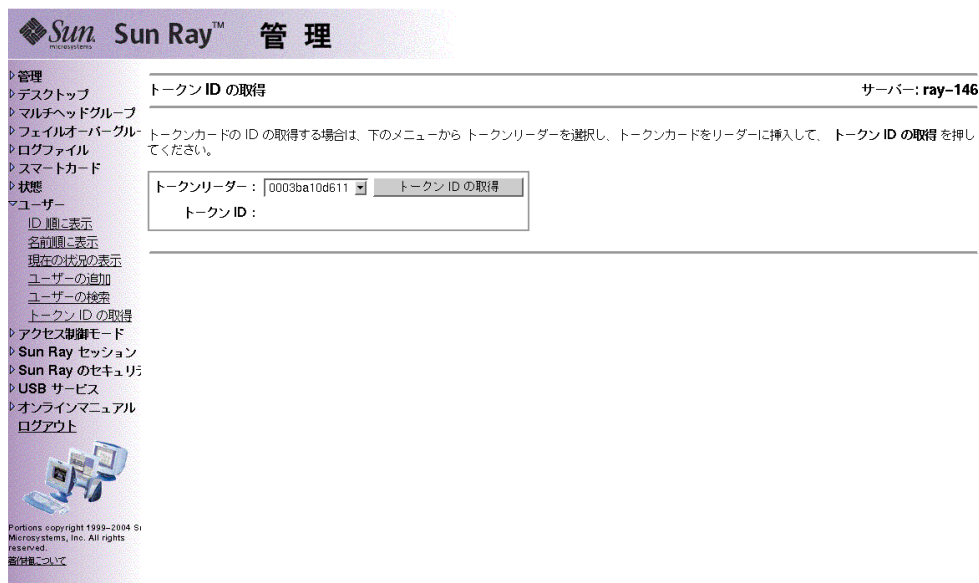 Sun microsystems Sun Ray™ 管理
▷管理
▷デスクトップ
▷マルチヘッドグループ
▷フェイルオーバーグルー
▷ログファイル
▷スマートカード
▷状態
▽ユーザー
ID 順に表示
名前順に表示
現在の状況の表示
ユーザーの追加
ユーザーの検索
トークン ID の取得
▷アクセス制御モード
▷Sun Ray セッション
▷Sun Ray のセキュリテ
▷USB サービス
▷オンラインマニュアル
ログアウト
Portions copyright 1999–2004 Su
Microsystems, Inc. All rights
reserved.
著作権について
トークン ID の取得 サーバー: ray–146
トークンカードの ID の取得する場合は、下のメニューから トークンリーダーを選択し、トークンカードをリーダーに挿入して、 トークン ID の取得 を押し
てください。
トークンリーダー : 0003ba10d611 トークン ID の取得
トークン ID :